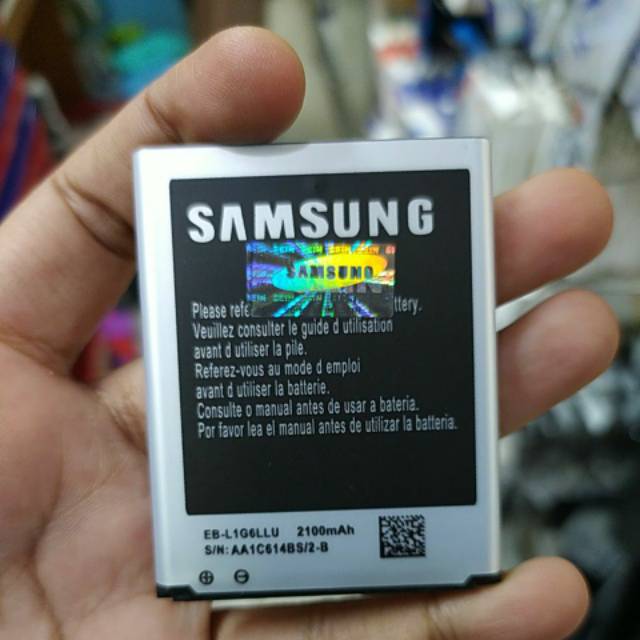 SAMSUNG
SAMSUNG
Please ttery.
Veuillez consulter le guide d utilisation
avant d utiliser la pile.
Referez-vous au mode d emploi
avant d utiliser la batterie.
Consulte o manual antes de usar a bateria.
Por favor lea el manual antes de utilizar la batteria.
EB-L1G6LLU 2100mAh
S/N: AA1C614BS/2-B